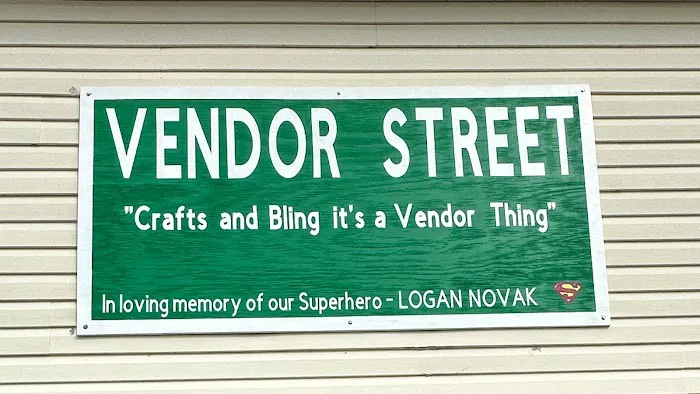 VENDOR STREET
"Crafts and Bling it's a Vendor Thing"
In loving memory of our Superhero - LOGAN NOVAK